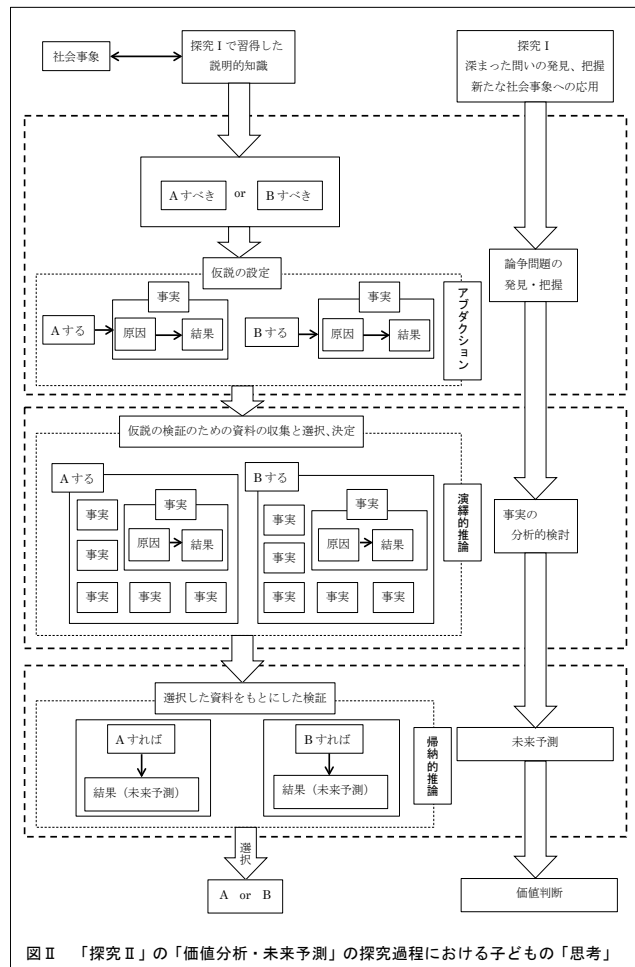 社会事象
探究Ⅰで習得した
説明的知識
探究Ⅰ
深まった問いの発見、把握
新たな社会事象への応用
Aすべき or Bすべき
仮説の設定
事実
Aする
原因
結果
事実
Bする
原因
結果
アブダクション
論争問題の
発見・把握
仮説の検証のための資料の収集と選択、決定
Aする
事実
事実
事実
原因
結果
事実
事実
事実
Bする
事実
事実
事実
原因
結果
事実
事実
事実
演繹的推論
事実の
分析的検討
選択した資料をもとにした検証
Aすれば
結果（未来予測）
Bすれば
結果（未来予測）
帰納的推論
未来予測
選択
A or B
価値判断
図Ⅱ 「探究Ⅱ」の「価値分析・未来予測」の探究過程における子どもの「思考」